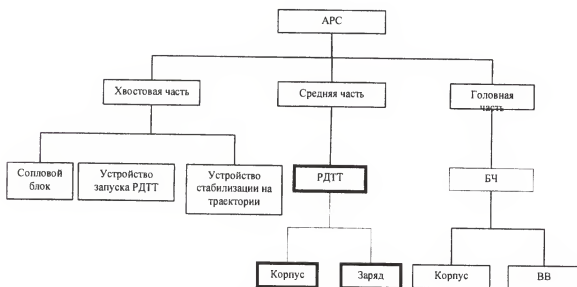 АРС
Хвостовая часть
Средняя часть
Головная
часть
Сопловой
блок
Устройство
запуска РДТТ
Устройство
стабилизации на
траектории
РДТТ
БЧ
Корпус
Заряд
Корпус
ВВ